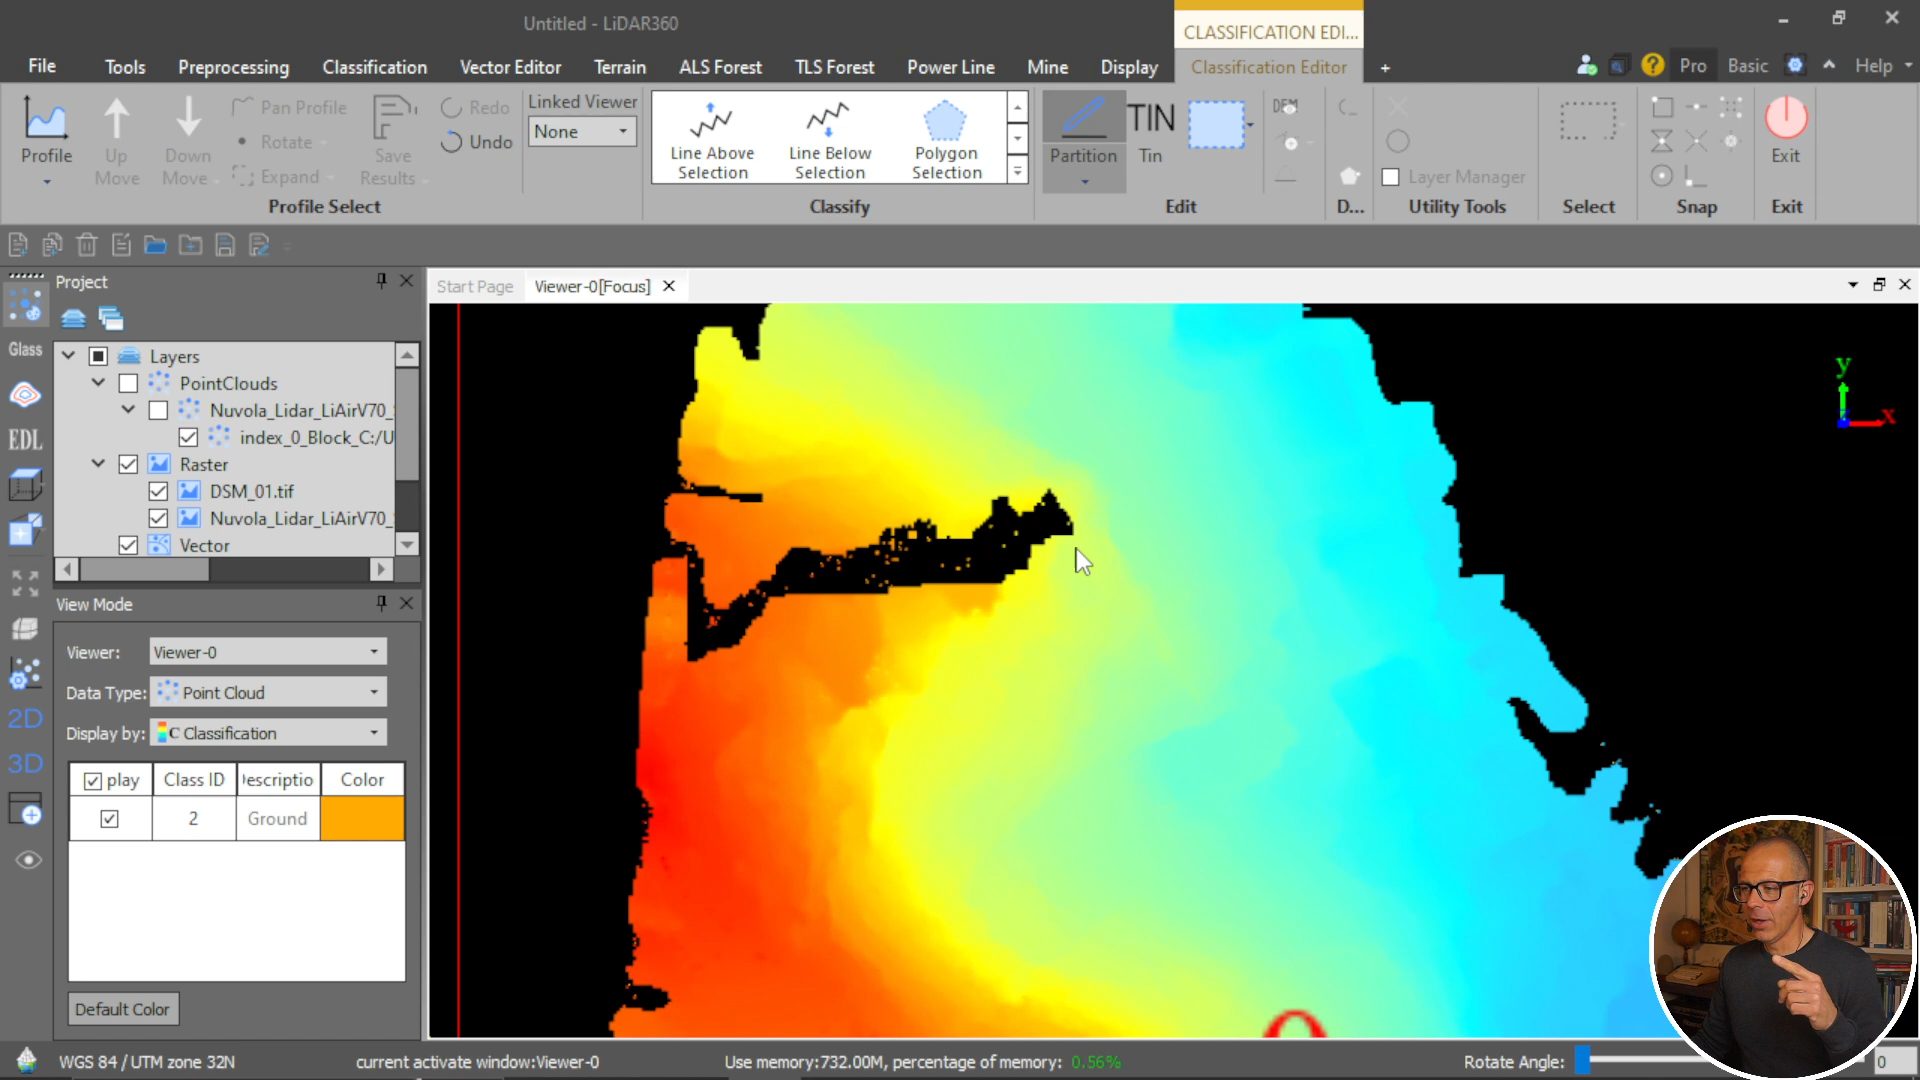 Untitled - LiDAR360
CLASSIFICATION EDI...
File
Tools
Preprocessing
Classification
Vector Editor
Terrain
ALS Forest
TLS Forest
Power Line
Mine
Display
Classification Editor
+
Pro
Basic
Help
Profile
Up
Move
Down
Move
Pan Profile
Rotate
Expand
Save
Results
Redo
Undo
Linked Viewer
None
Profile Select
Line Above
Selection
Line Below
Selection
Polygon
Selection
Classify
Partition
TIN
Tin
DEM
Edit
D...
Layer Manager
Utility Tools
Select
Snap
Exit
Exit
Project
Start Page
Viewer-0[Focus]
Glass
EDL
2D
3D
Layers
PointClouds
Nuvola_Lidar_LiAirV70_
index_0_Block_C:/U
Raster
DSM_01.tif
Nuvola_Lidar_LiAirV70_
Vector
View Mode
Viewer:
Viewer-0
Data Type:
Point Cloud
Display by:
C Classification
play
Class ID
escriptio
Color
2
Ground
Default Color
y
x
WGS 84 / UTM zone 32N
current activate window:Viewer-0
Use memory:732.00M, percentage of memory:
0.56%
Rotate Angle:
0